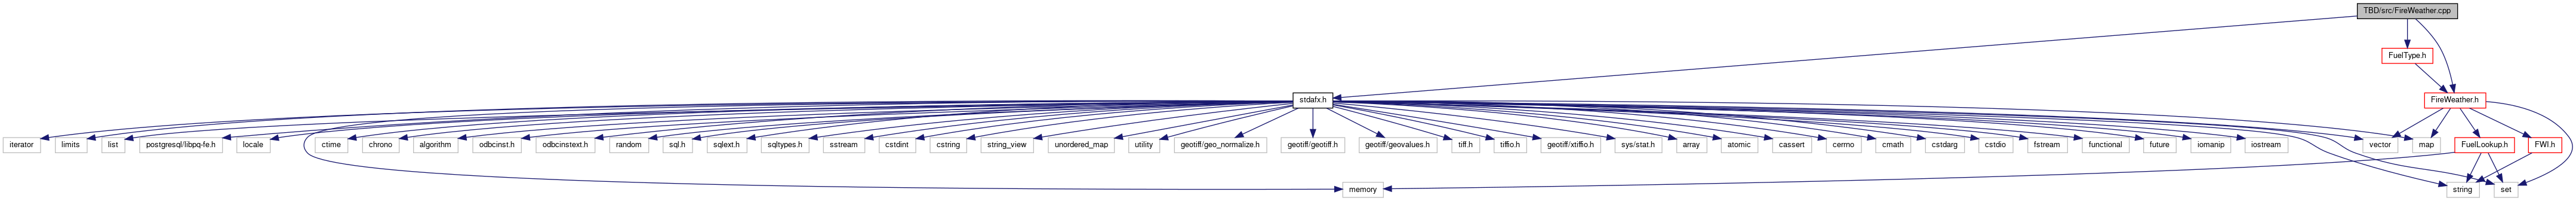 TBD/src/FireWeather.cpp
FuelType.h
stdafx.h
FireWeather.h
iterator
limits
list
postgresql/libpq-fe.h
locale
ctime
chrono
algorithm
odbcinst.h
odbcinstext.h
random
sql.h
sqlext.h
sqltypes.h
sstream
cstdint
cstring
string_view
unordered_map
utility
geotiff/geo_normalize.h
geotiff/geotiff.h
geotiff/geovalues.h
tiff.h
tiffio.h
geotiff/xtiffio.h
sys/stat.h
array
atomic
cassert
cerrno
cmath
cstdarg
cstdio
fstream
functional
future
iomanip
iostream
vector
map
FuelLookup.h
FWI.h
memory
string
set